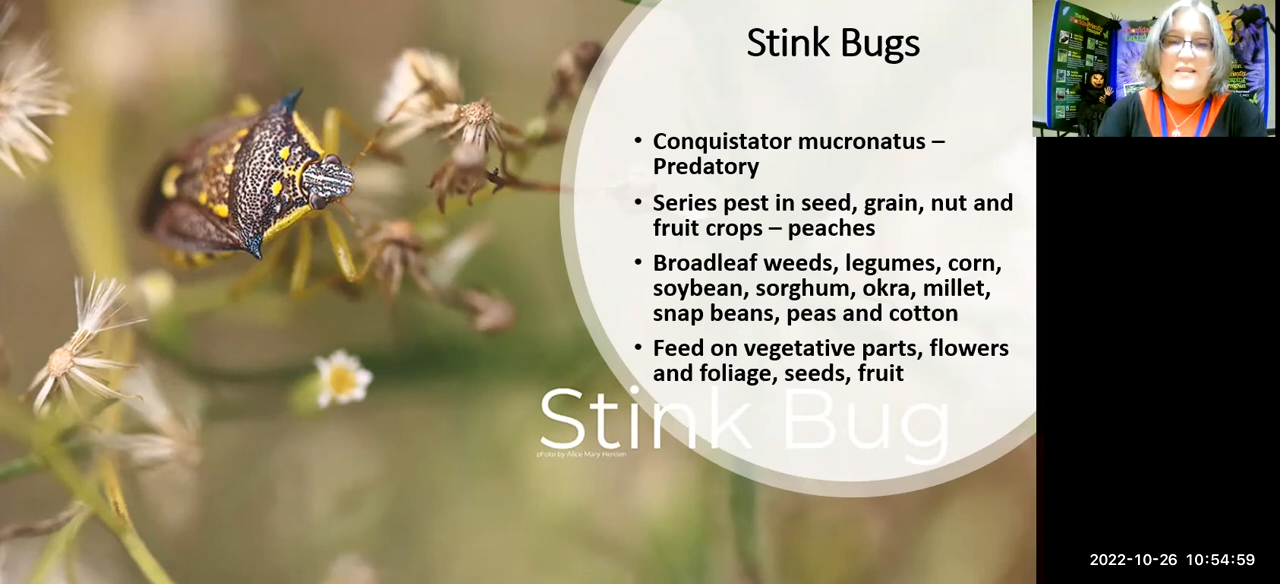 Stink Bugs
• Conquistator mucronatus –
Predatory
• Series pest in seed, grain, nut and
fruit crops – peaches
• Broadleaf weeds, legumes, corn,
soybean, sorghum, okra, millet,
snap beans, peas and cotton
• Feed on vegetative parts, flowers
and foliage, seeds, fruit
Stink Bug
photo by Alice Mary Herden
2022-10-26 10:54:59